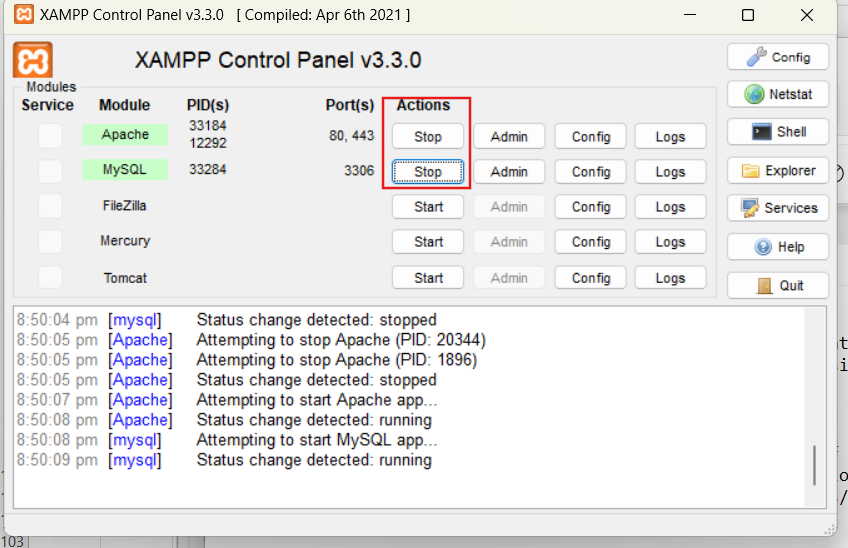 XAMPP Control Panel v3.3.0 [ Compiled: Apr 6th 2021 ]
XAMPP Control Panel v3.3.0
Config
Modules
Service Module PID(s) Port(s) Actions
Netstat
Apache 33184 12292 80, 443 Stop Admin Config Logs
Shell
MySQL 33284 3306 Stop Admin Config Logs
Explorer
FileZilla Start Admin Config Logs
Services
Mercury Start Admin Config Logs
Help
Tomcat Start Admin Config Logs
Quit
8:50:04 pm [mysql] Status change detected: stopped
8:50:05 pm [Apache] Attempting to stop Apache (PID: 20344)
8:50:05 pm [Apache] Attempting to stop Apache (PID: 1896)
8:50:05 pm [Apache] Status change detected: stopped
8:50:07 pm [Apache] Attempting to start Apache app...
8:50:08 pm [Apache] Status change detected: running
8:50:08 pm [mysql] Attempting to start MySQL app...
8:50:09 pm [mysql] Status change detected: running
103